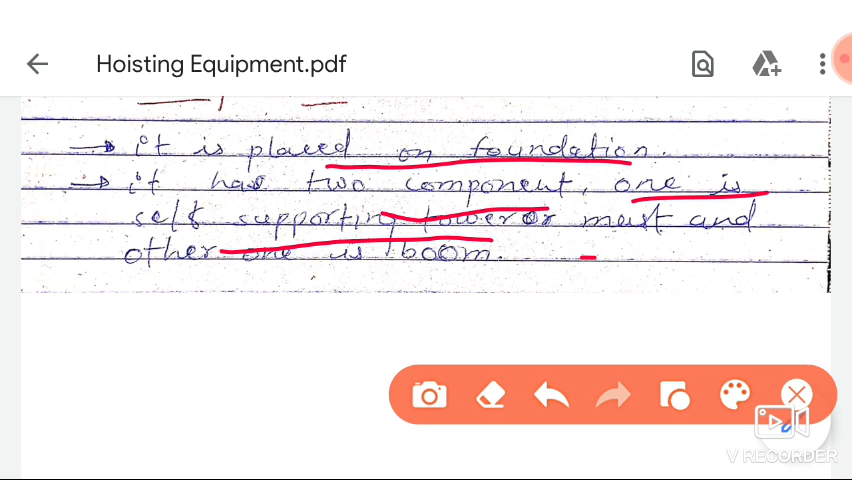 Hoisting Equipment.pdf
→ it is placed on foundation.
→ it has two component, one is
self supporting tower or mast and
other one is boom.
V RECORDER